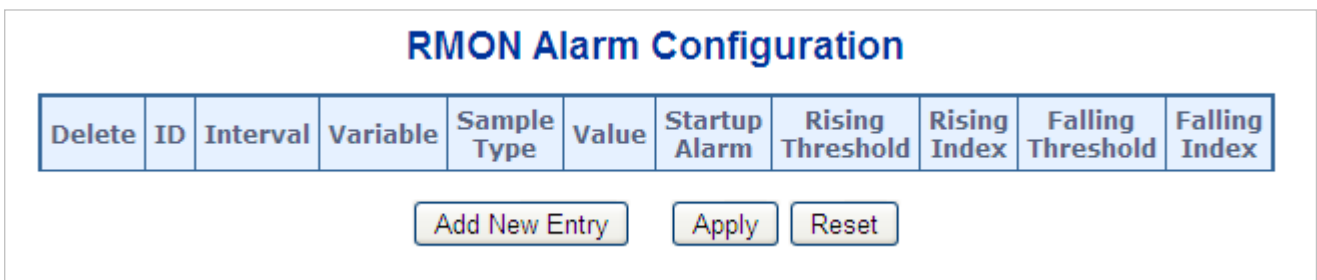 RMON Alarm Configuration
Delete ID Interval Variable Sample Type Value Startup Alarm Rising Threshold Rising Index Falling Threshold Falling Index
Add New Entry Apply Reset